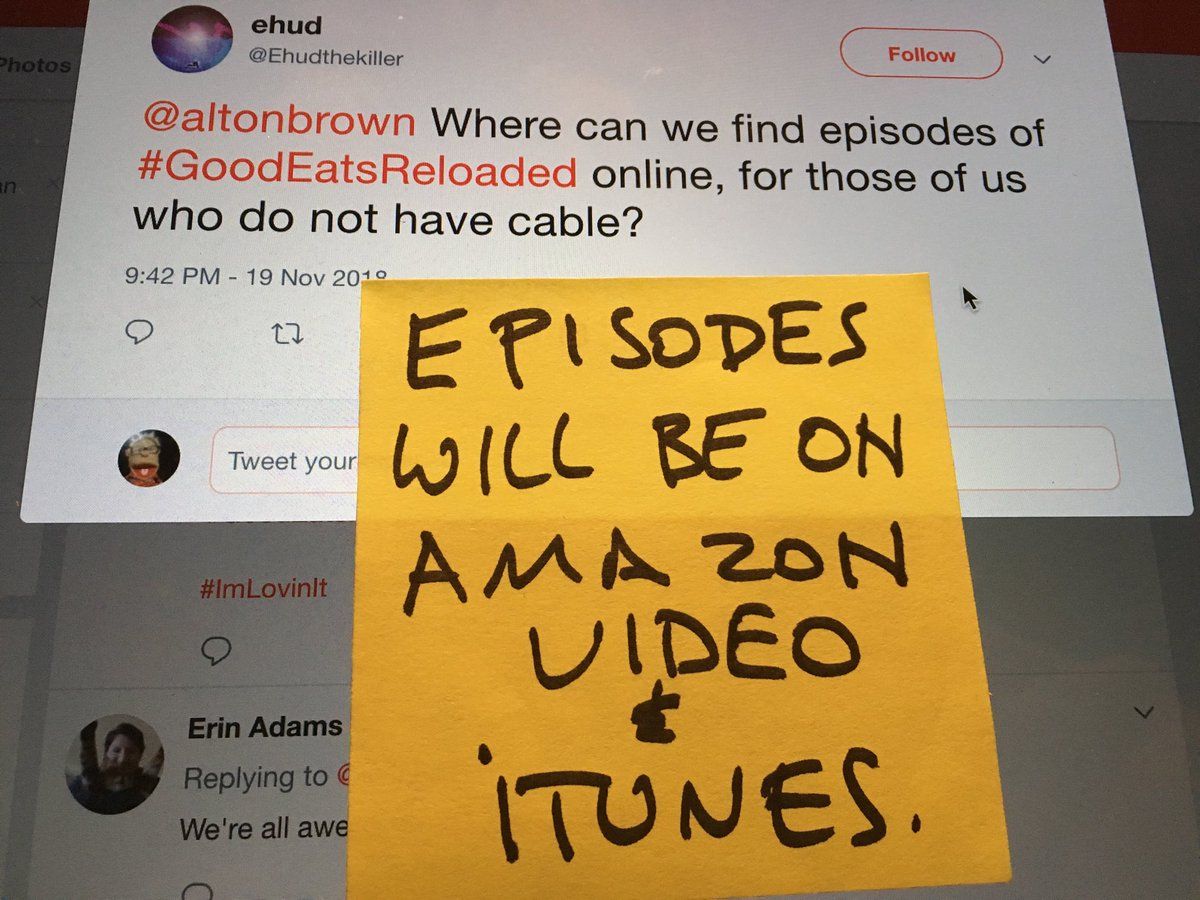 ehud
@Ehudthekiller
Follow
Photos
@altonbrown Where can we find episodes of
#GoodEatsReloaded online, for those of us
who do not have cable?
9:42 PM - 19 Nov 2018
Tweet your
EPISODES
WILL BE ON
AMAZON
VIDEO
&
iTUNES.
#ImLovinIt
Erin Adams
Replying to @
We're all awe